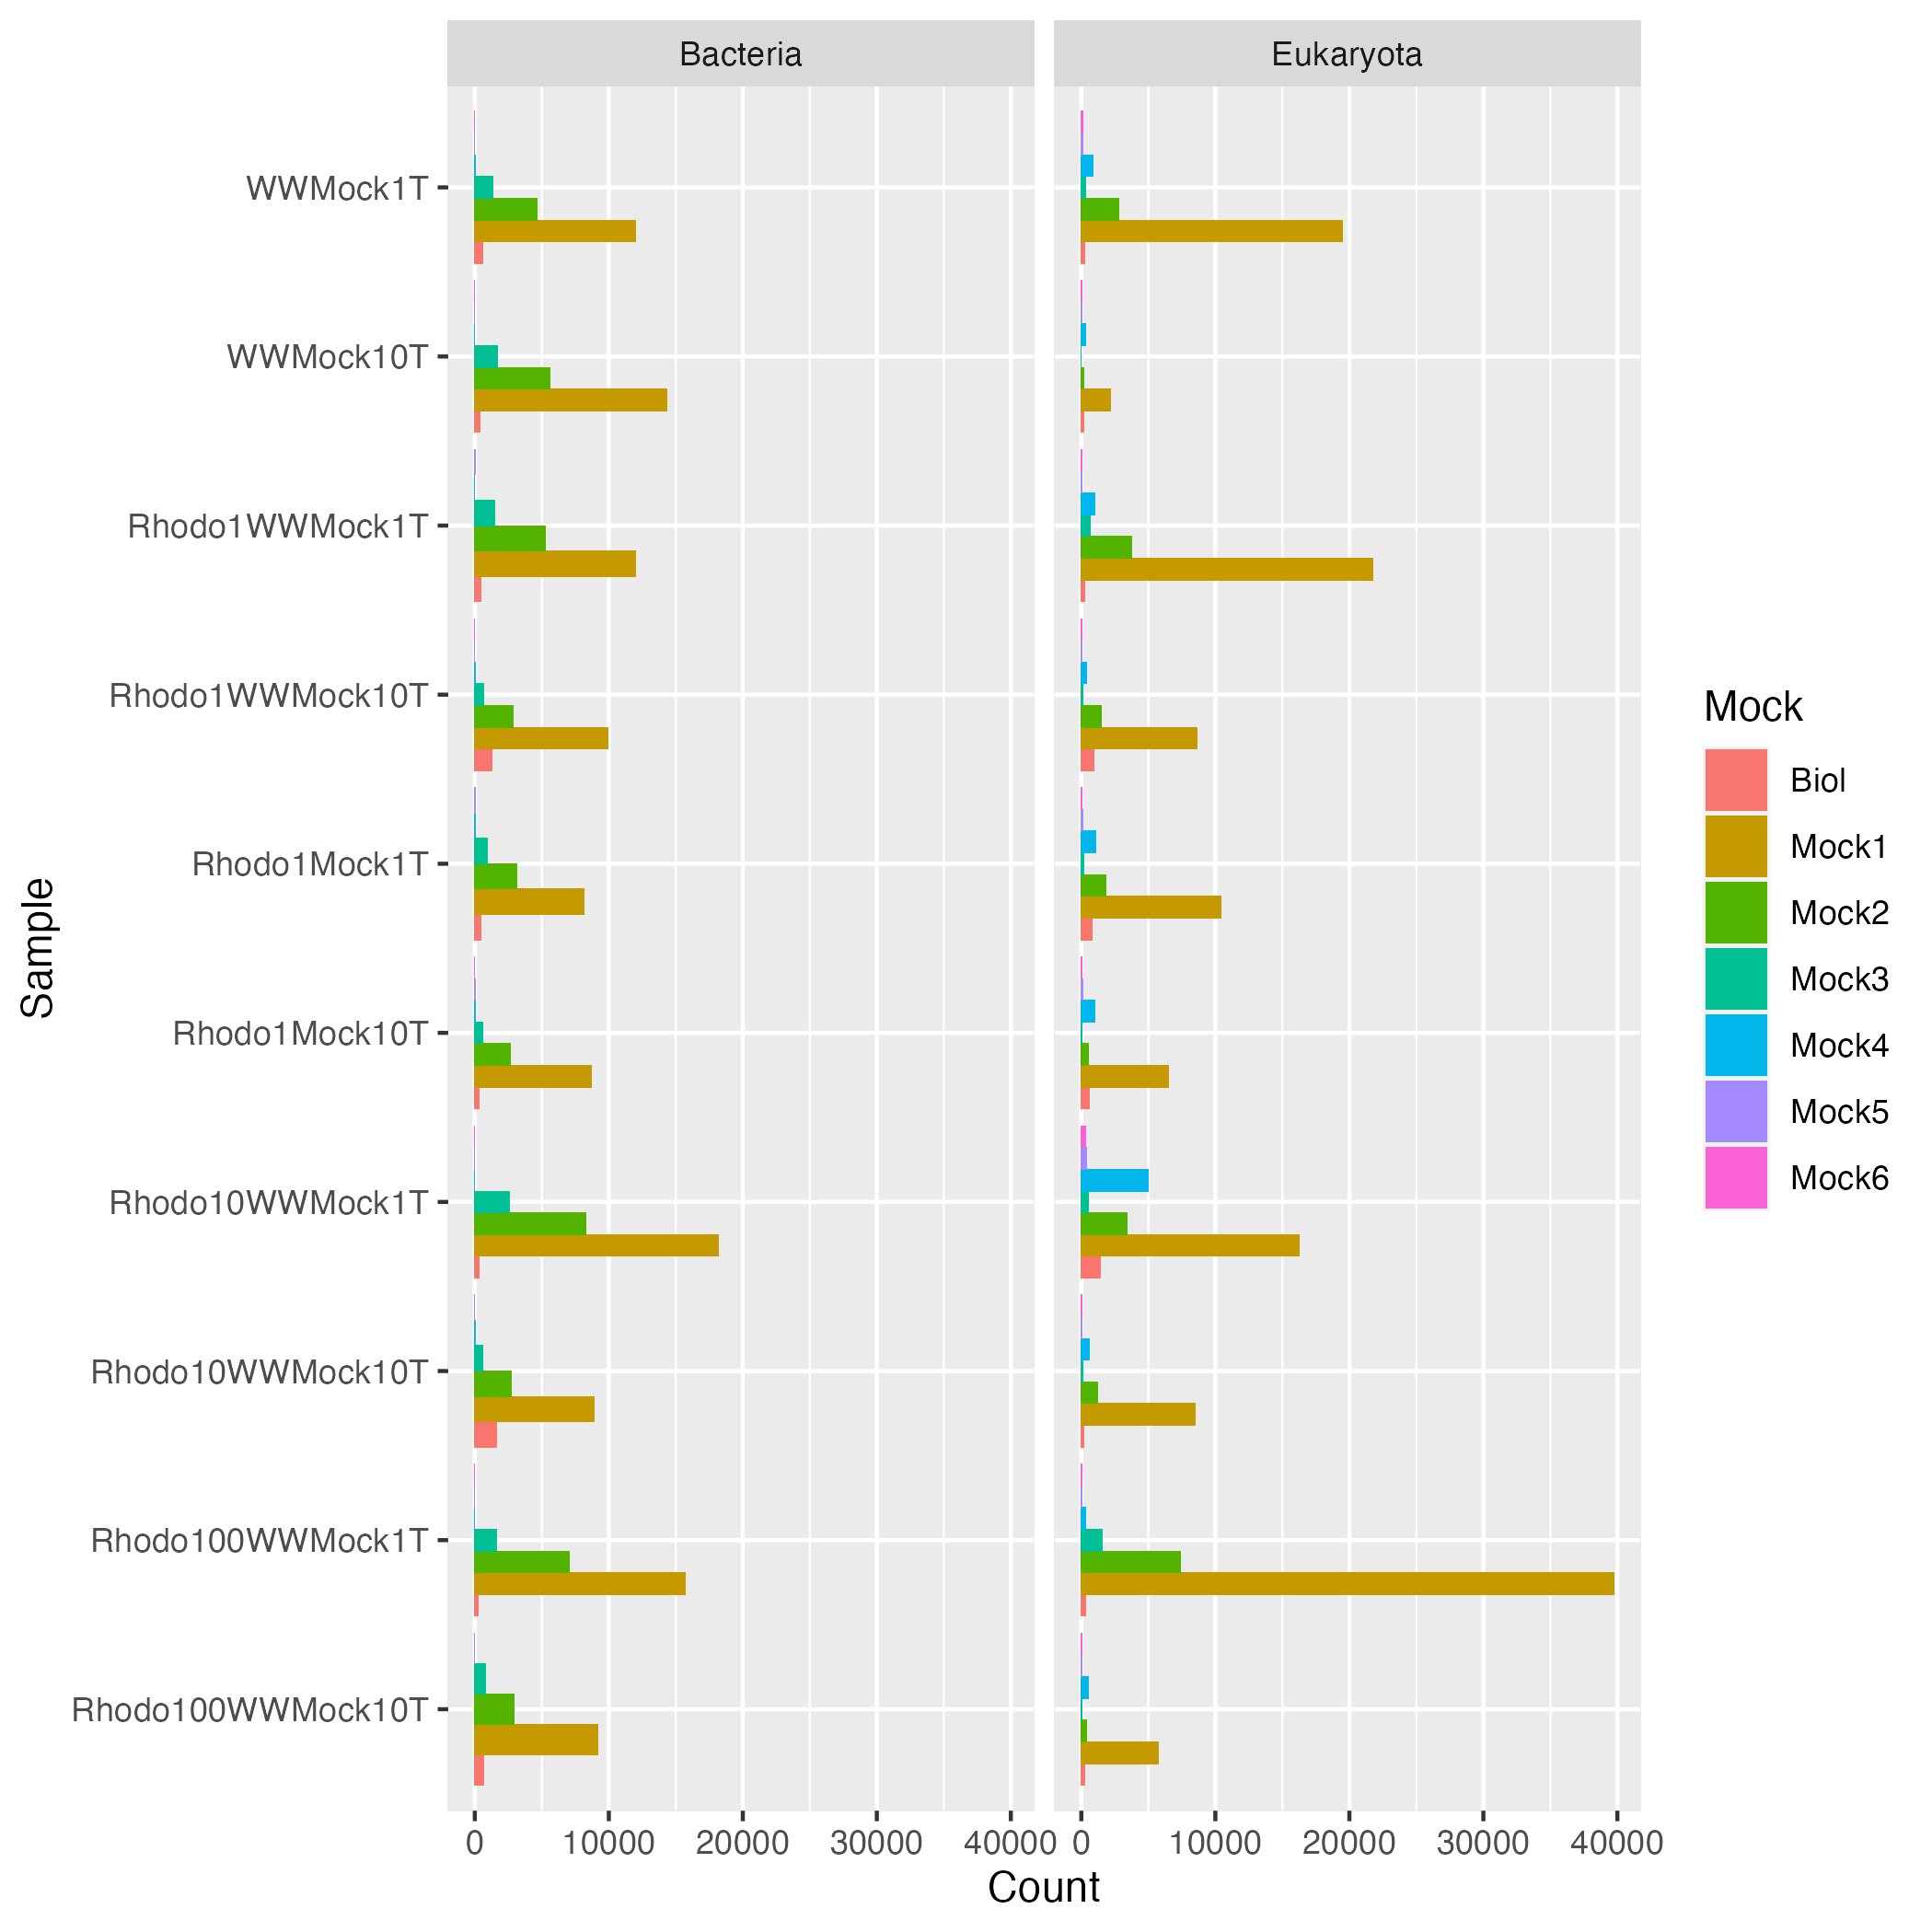 Bacteria
Eukaryota
WWMock1T
WWMock10T
Rhodo1WWMock1T
Rhodo1WWMock10T
Rhodo1Mock1T
Rhodo1Mock10T
Rhodo10WWMock1T
Rhodo10WWMock10T
Rhodo100WWMock1T
Rhodo100WWMock10T
Sample
0 10000 20000 30000 40000
0 10000 20000 30000 40000
Count
Mock
Biol
Mock1
Mock2
Mock3
Mock4
Mock5
Mock6